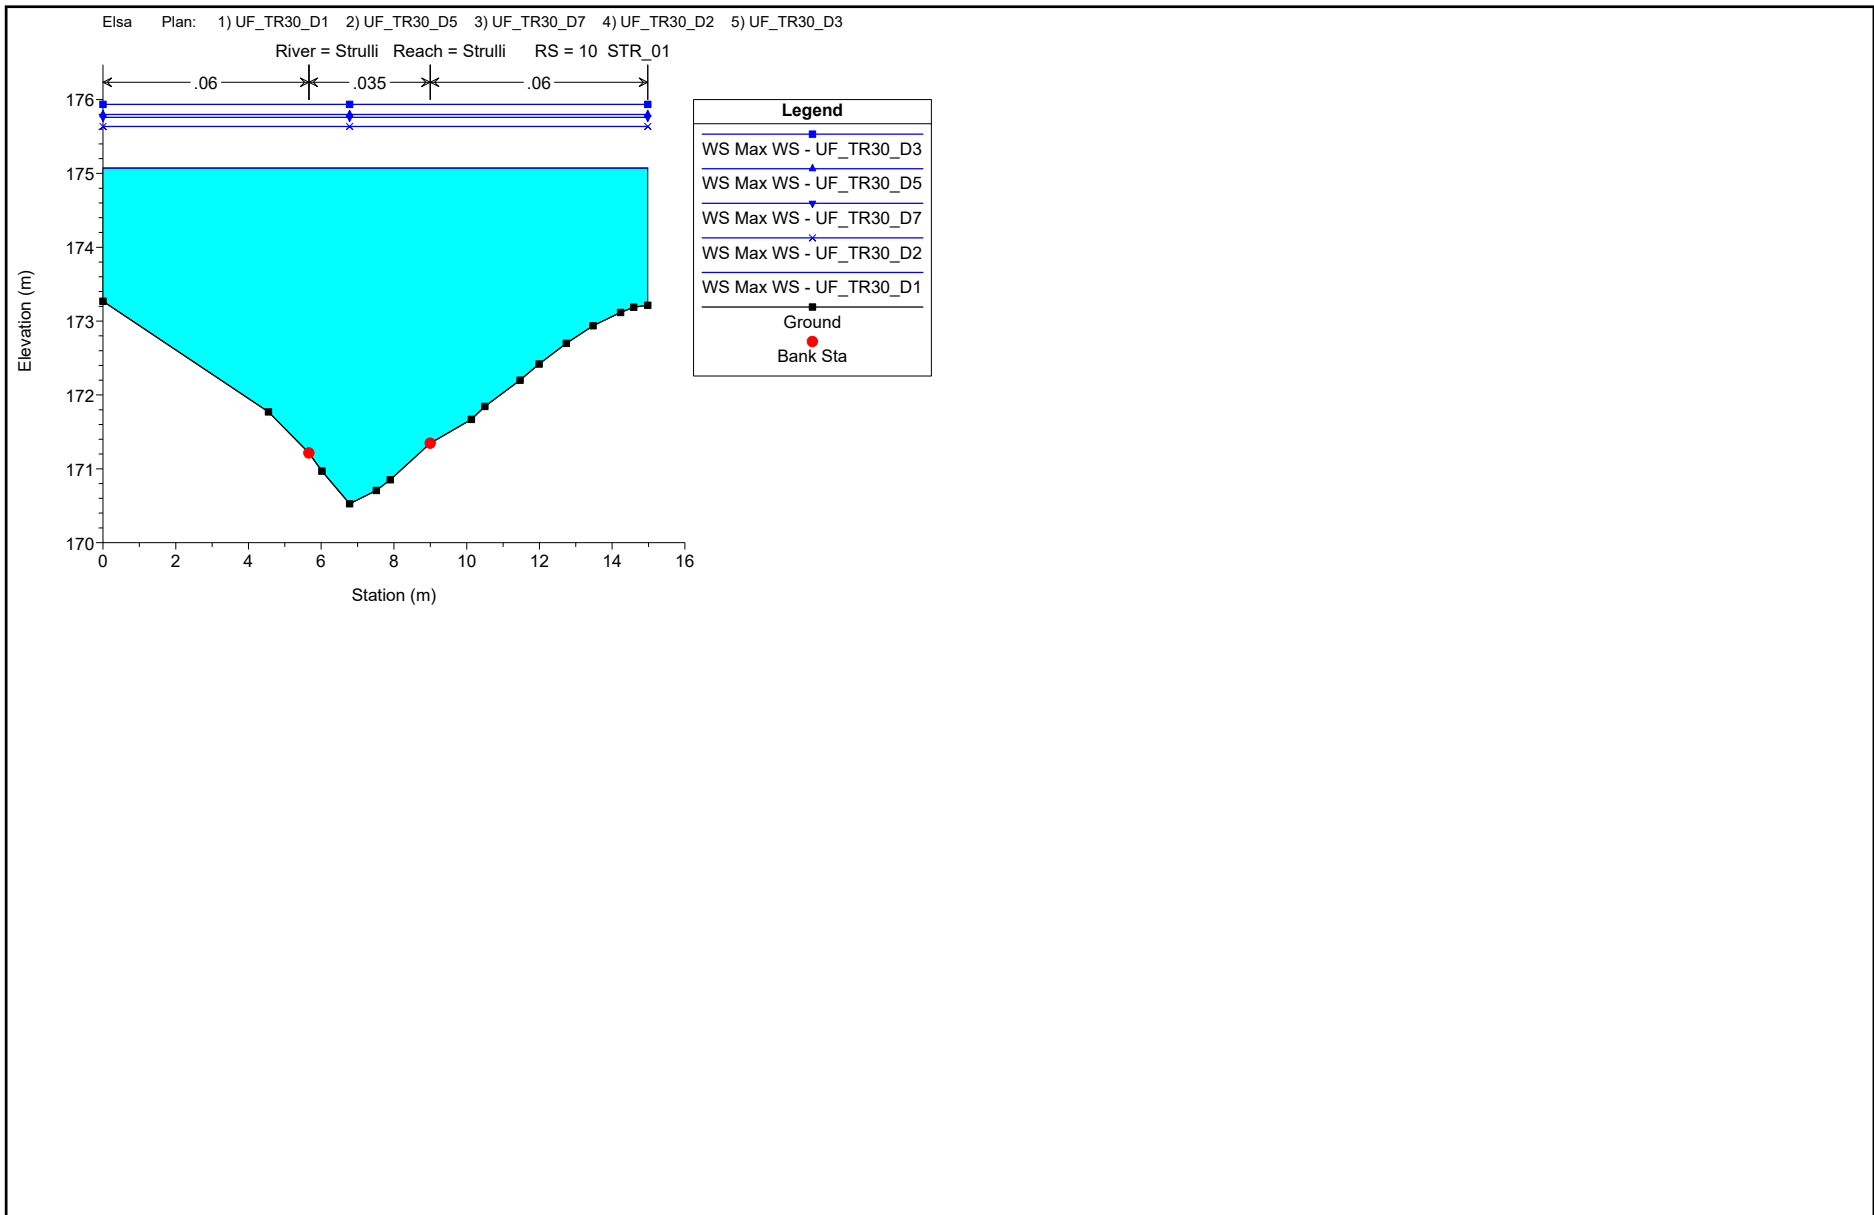 Elsa Plan: 1) UF_TR30_D1 2) UF_TR30_D5 3) UF_TR30_D7 4) UF_TR30_D2 5) UF_TR30_D3
River = Strulli Reach = Strulli RS = 10 STR_01
.06 .035 .06
176
175
174
173
172
171
170
Elevation (m)
0 2 4 6 8 10 12 14 16
Station (m)
Legend
WS Max WS - UF_TR30_D3
WS Max WS - UF_TR30_D5
WS Max WS - UF_TR30_D7
WS Max WS - UF_TR30_D2
WS Max WS - UF_TR30_D1
Ground
Bank Sta